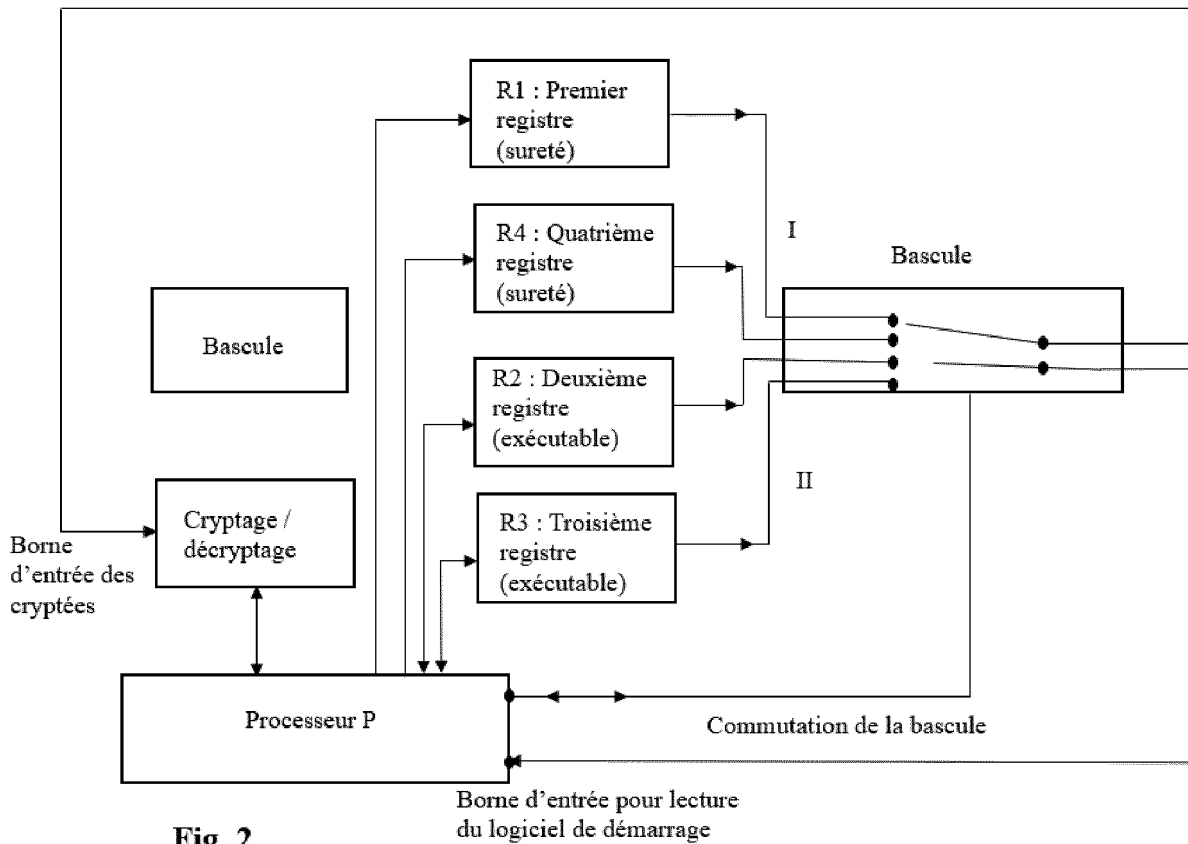 R1 : Premier
registre
(sureté)
I
R4 : Quatrième
registre
(sureté)
Bascule
Bascule
R2 : Deuxième
registre
(exécutable)
II
Cryptage /
décryptage
R3 : Troisième
registre
(exécutable)
Borne
d’entrée des
cryptées
Processeur P
Commutation de la bascule
Borne d’entrée pour lecture
du logiciel de démarrage
Fig. 2